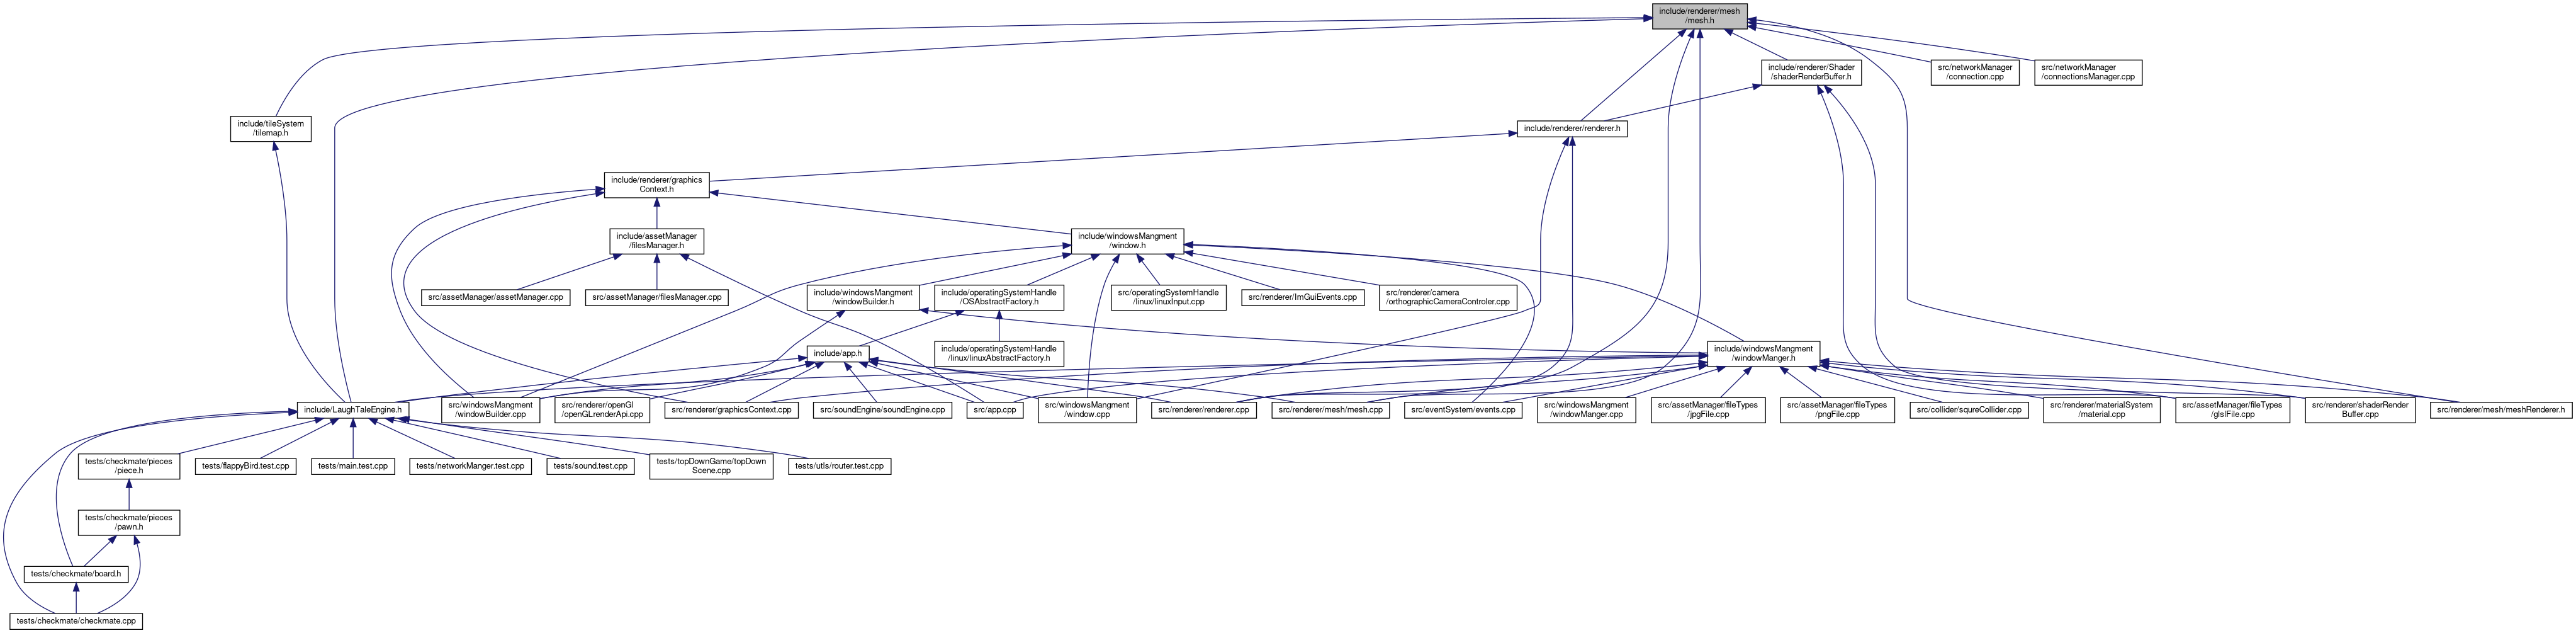 include/renderer/mesh
/mesh.h
include/renderer/Shader
/shaderRenderBuffer.h
src/networkManager
/connection.cpp
src/networkManager
/connectionsManager.cpp
include/tileSystem
/tilemap.h
include/renderer/renderer.h
include/renderer/graphics
Context.h
include/assetManager
/filesManager.h
include/windowsMangment
/window.h
src/assetManager/assetManager.cpp
src/assetManager/filesManager.cpp
include/windowsMangment
/windowBuilder.h
include/operatingSystemHandle
/OSAbstractFactory.h
src/operatingSystemHandle
/linux/linuxInput.cpp
src/renderer/ImGuiEvents.cpp
src/renderer/camera
/orthographicCameraControler.cpp
include/app.h
include/operatingSystemHandle
/linux/linuxAbstractFactory.h
include/windowsMangment
/windowManger.h
include/LaughTaleEngine.h
src/windowsMangment
/windowBuilder.cpp
src/renderer/openGl
/openGLrenderApi.cpp
src/renderer/graphicsContext.cpp
src/soundEngine/soundEngine.cpp
src/app.cpp
src/windowsMangment
/window.cpp
src/renderer/renderer.cpp
src/renderer/mesh/mesh.cpp
src/eventSystem/events.cpp
src/windowsMangment
/windowManger.cpp
src/assetManager/fileTypes
/jpgFile.cpp
src/assetManager/fileTypes
/pngFile.cpp
src/collider/squreCollider.cpp
src/renderer/materialSystem
/material.cpp
src/assetManager/fileTypes
/glslFile.cpp
src/renderer/shaderRender
Buffer.cpp
src/renderer/mesh/meshRenderer.h
tests/checkmate/pieces
/piece.h
tests/flappyBird.test.cpp
tests/main.test.cpp
tests/networkManger.test.cpp
tests/sound.test.cpp
tests/topDownGame/topDown
Scene.cpp
tests/utls/router.test.cpp
tests/checkmate/pieces
/pawn.h
tests/checkmate/board.h
tests/checkmate/checkmate.cpp